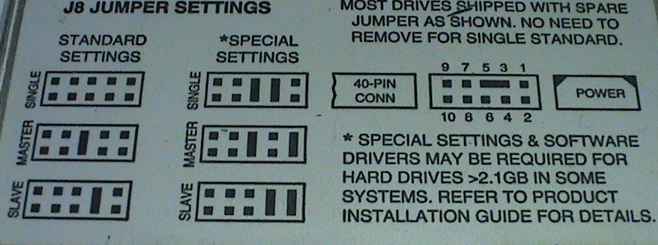 J8 JUMPER SETTINGS
STANDARD SETTINGS
*SPECIAL SETTINGS
SINGLE
SINGLE
MASTER
MASTER
SLAVE
SLAVE
MOST DRIVES SHIPPED WITH SPARE
JUMPER AS SHOWN. NO NEED TO
REMOVE FOR SINGLE STANDARD.
40-PIN
CONN
9 7 5 3 1
10 8 6 4 2
POWER
* SPECIAL SETTINGS & SOFTWARE
DRIVERS MAY BE REQUIRED FOR
HARD DRIVES >2.1GB IN SOME
SYSTEMS. REFER TO PRODUCT
INSTALLATION GUIDE FOR DETAILS.